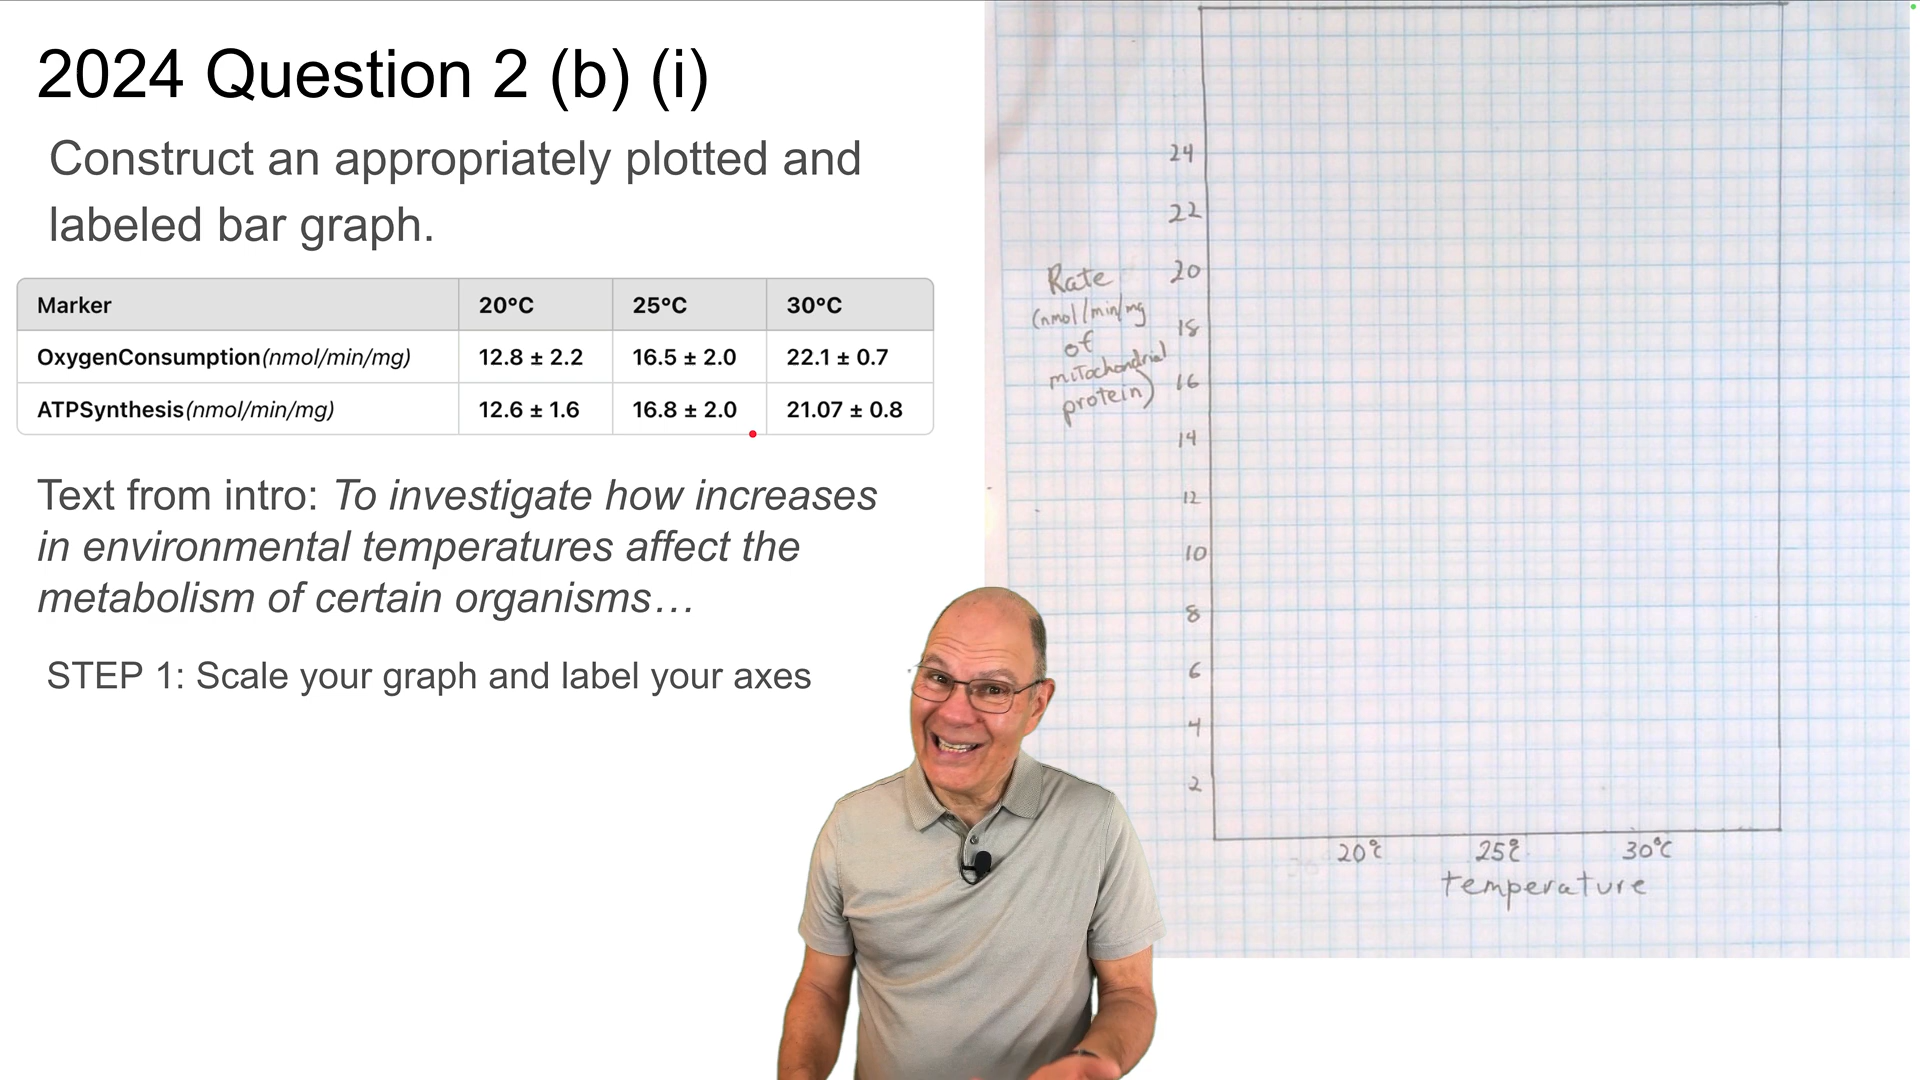 2024 Question 2 (b) (i)
Construct an appropriately plotted and
labeled bar graph.
Marker 20°C 25°C 30°C
OxygenConsumption(nmol/min/mg) 12.8 ± 2.2 16.5 ± 2.0 22.1 ± 0.7
ATPSynthesis(nmol/min/mg) 12.6 ± 1.6 16.8 ± 2.0 21.07 ± 0.8
Text from intro: To investigate how increases
in environmental temperatures affect the
metabolism of certain organisms…
STEP 1: Scale your graph and label your axes
24
22
20
18
16
14
12
10
8
6
4
2
Rate
(nmol/min/mg
of
mitochondrial
protein)
20°C 25°C 30°C
temperature